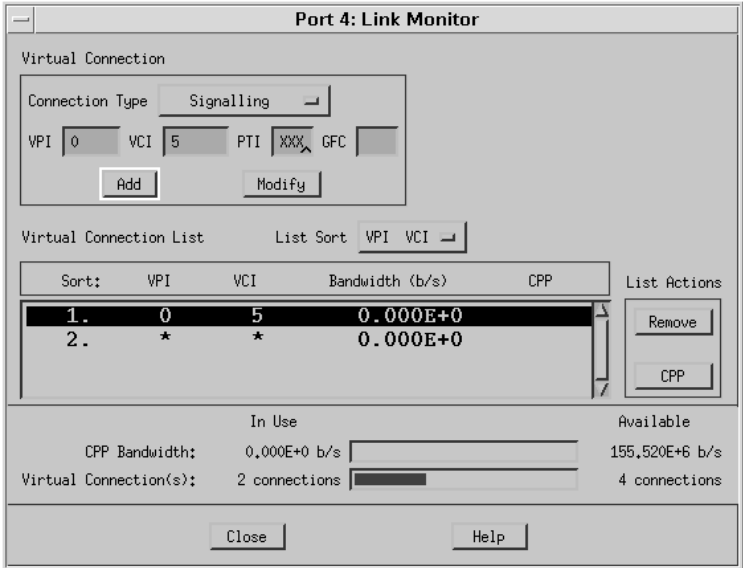 Port 4: Link Monitor
Virtual Connection
Connection Type Signalling
VPI 0 VCI 5 PTI XXX GFC
Add Modify
Virtual Connection List List Sort VPI VCI
Sort: VPI VCI Bandwidth (b/s) CPP List Actions
1. 0 5 0.000E+0
2. * * 0.000E+0
Remove
CPP
In Use Available
CPP Bandwidth: 0.000E+0 b/s 155.520E+6 b/s
Virtual Connection(s): 2 connections 4 connections
Close Help